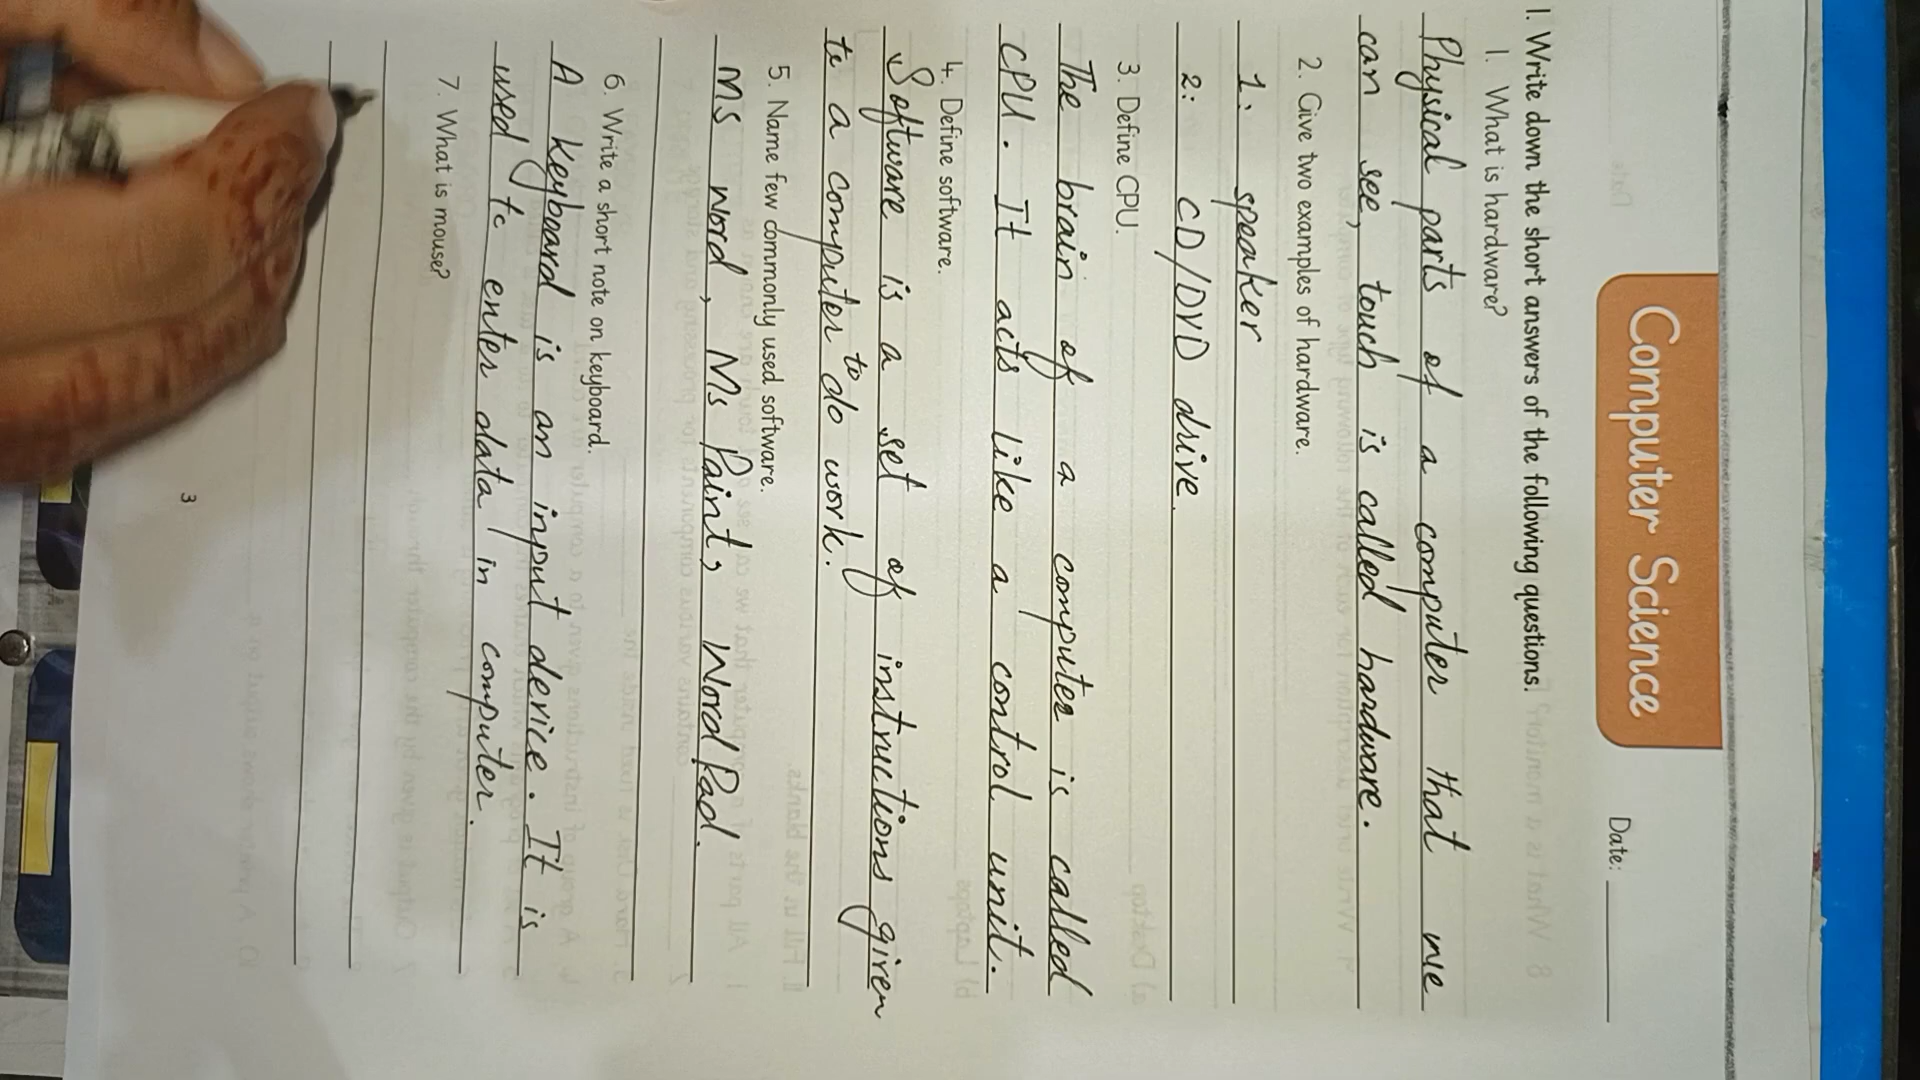 Computer Science
Date:
1. Write down the short answers of the following questions.
1. What is hardware?
Physical parts of a computer that we
can see, touch is called hardware.
2. Give two examples of hardware.
1: speaker
2: CD/DVD drive
3. Define CPU.
The brain of a computer is called
CPU. It acts like a control unit.
4. Define software.
Software is a set of instructions given
to a computer to do work.
5. Name few commonly used software.
Ms Word, Ms Paint, WordPad.
6. Write a short note on keyboard.
A keyboard is an input device. It is
used to enter data in computer.
7. What is mouse?
3